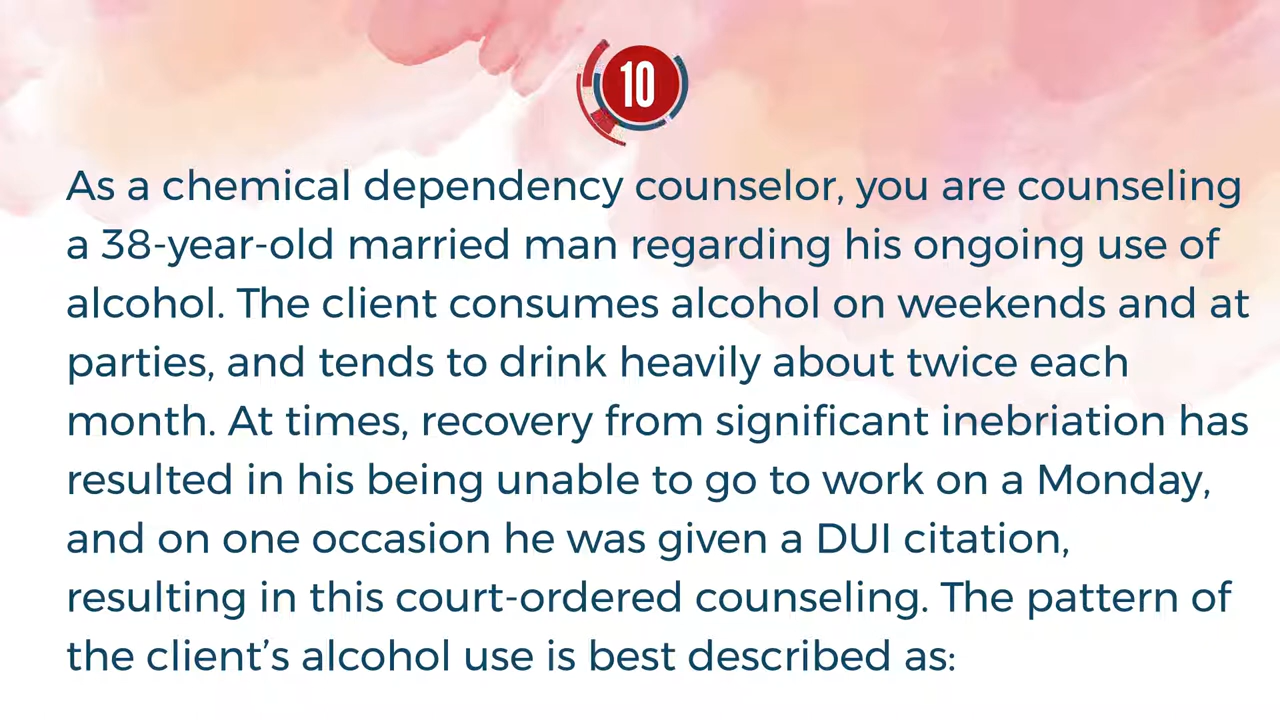 10
As a chemical dependency counselor, you are counseling
a 38-year-old married man regarding his ongoing use of
alcohol. The client consumes alcohol on weekends and at
parties, and tends to drink heavily about twice each
month. At times, recovery from significant inebriation has
resulted in his being unable to go to work on a Monday,
and on one occasion he was given a DUI citation,
resulting in this court-ordered counseling. The pattern of
the client’s alcohol use is best described as: